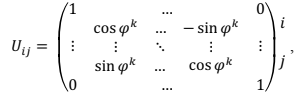 U_{ij} = \begin{pmatrix} 1 & & \dots & & 0 \\ & \cos\varphi^k & \dots & -\sin\varphi^k & \\ \vdots & \vdots & \ddots & \vdots & \vdots \\ & \sin\varphi^k & \dots & \cos\varphi^k & \\ 0 & & \dots & & 1 \end{pmatrix} \begin{matrix} i \\ \\ j \end{matrix},